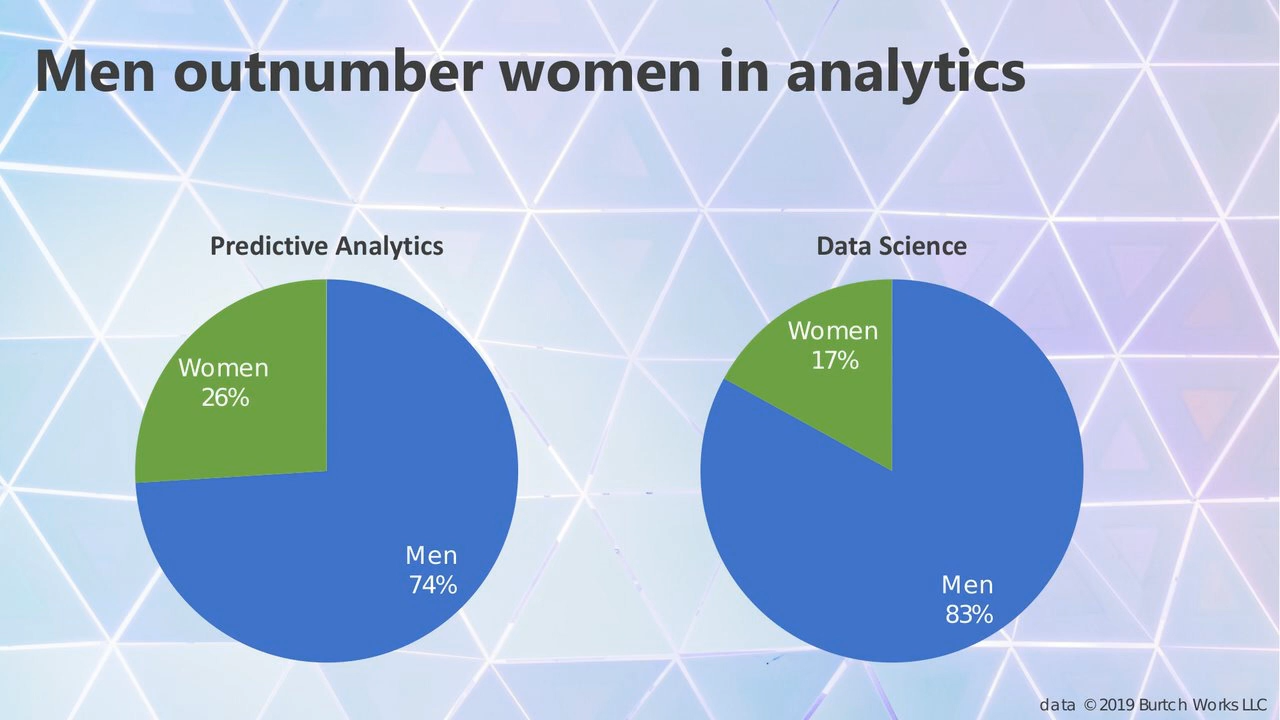 Men outnumber women in analytics
Predictive Analytics
Women
26%
Men
74%
Data Science
Women
17%
Men
83%
data © 2019 Burtch Works LLC